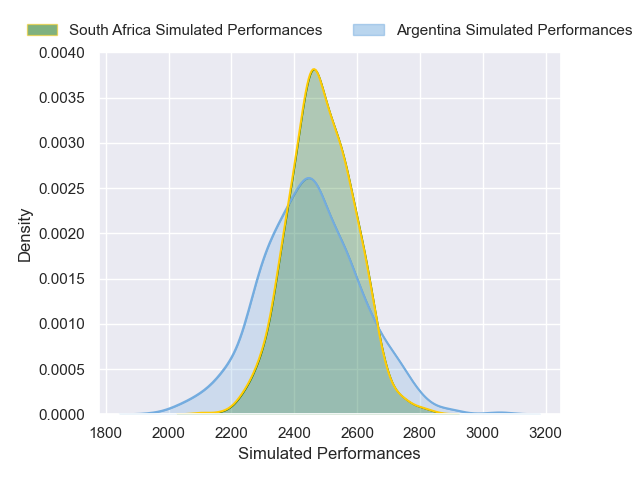 South Africa Simulated Performances
Argentina Simulated Performances
0.0040
0.0035
0.0030
0.0025
0.0020
0.0015
0.0010
0.0005
0.0000
Density
1800 2000 2200 2400 2600 2800 3000 3200
Simulated Performances